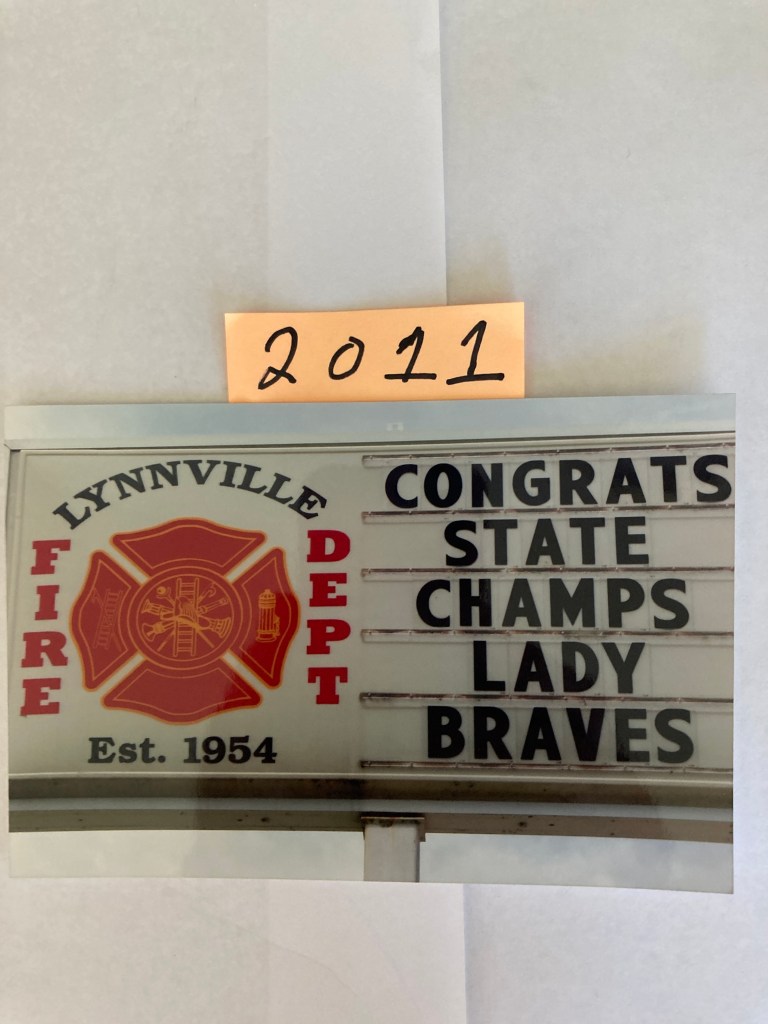 2011
LYNNVILLE
FIRE
DEPT
Est. 1954
CONGRATS
STATE
CHAMPS
LADY
BRAVES